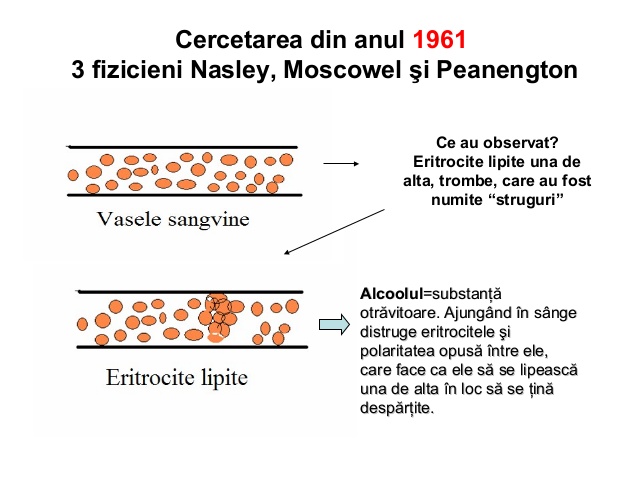 Cercetarea din anul 1961
3 fizicieni Nasley, Moscowel şi Peanengton
Ce au observat?
Eritrocite lipite una de
alta, trombe, care au fost
numite “struguri”
Vasele sangvine
Alcoolul=substanță
otrăvitoare. Ajungând în sânge
distruge eritrocitele şi
polaritatea opusă între ele,
care face ca ele să se lipească
una de alta în loc să se țină
despărțite.
Eritrocite lipite